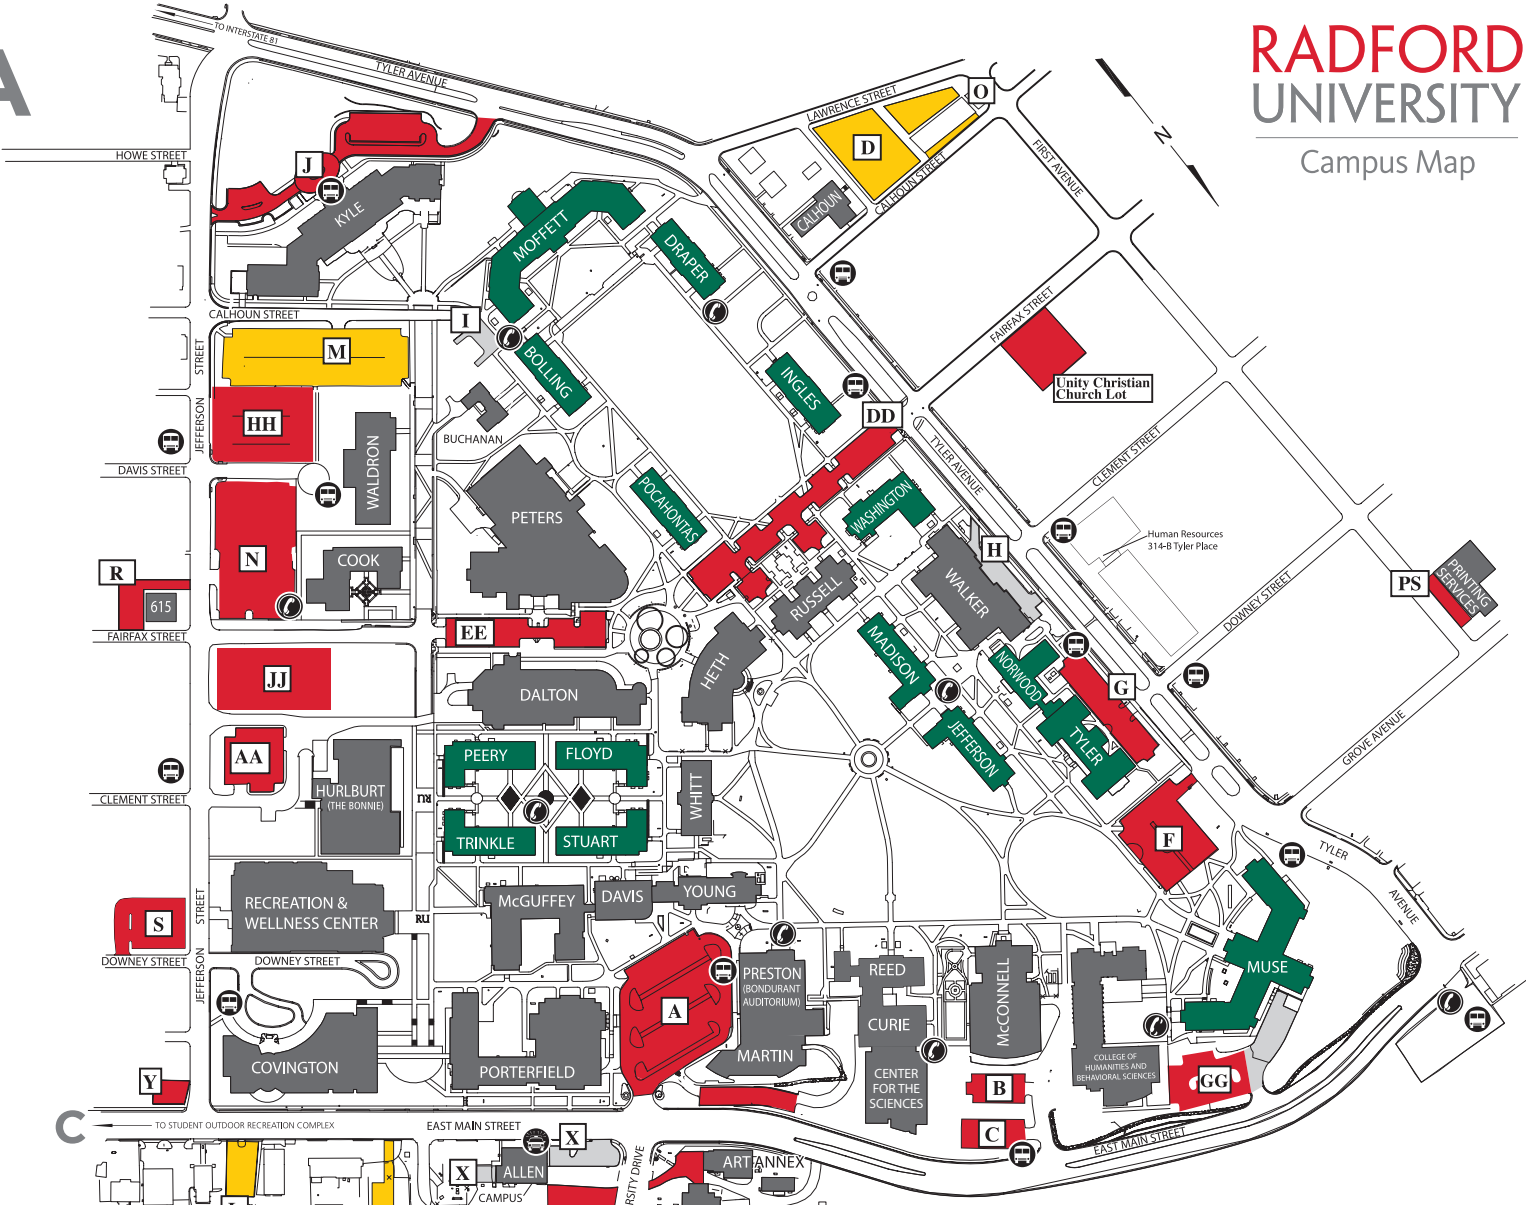 A
RADFORD
UNIVERSITY
Campus Map
TO INTERSTATE 81
TYLER AVENUE
LAWRENCE STREET
O
D
N
HOWE STREET
J
KYLE
CALHOUN STREET
FIRST AVENUE
CALHOUN
MOFFETT
DRAPER
CALHOUN STREET
I
FAIRFAX STREET
M
STREET
JEFFERSON
BOLLING
INGLES
Unity Christian
Church Lot
HH
DD
BUCHANAN
WALDRON
DAVIS STREET
TYLER AVENUE
CLEMENT STREET
PETERS
POCAHONTAS
WASHINGTON
Human Resources
314-B Tyler Place
H
COOK
N
R
615
WALKER
RUSSELL
PRINTING
SERVICES
PS
DOWNEY STREET
FAIRFAX STREET
EE
MADISON
HETH
NORWOOD
JJ
DALTON
G
JEFFERSON
TYLER
GROVE AVENUE
AA
PEERY
FLOYD
CLEMENT STREET
HURLBURT
(THE BONNIE)
RU
WHITT
TRINKLE
STUART
F
TYLER
AVENUE
RECREATION &
WELLNESS CENTER
McGUFFEY
DAVIS
YOUNG
STREET
JEFFERSON
S
RU
DOWNEY STREET
DOWNEY STREET
PRESTON
(BONDURANT
AUDITORIUM)
REED
McCONNELL
MUSE
A
CURIE
MARTIN
COVINGTON
PORTERFIELD
CENTER
FOR THE
SCIENCES
COLLEGE OF
HUMANITIES AND
BEHAVIORAL SCIENCES
GG
Y
B
C
C
TO STUDENT OUTDOOR RECREATION COMPLEX
EAST MAIN STREET
EAST MAIN STREET
X
X
ALLEN
CAMPUS
RSITY DRIVE
ART ANNEX